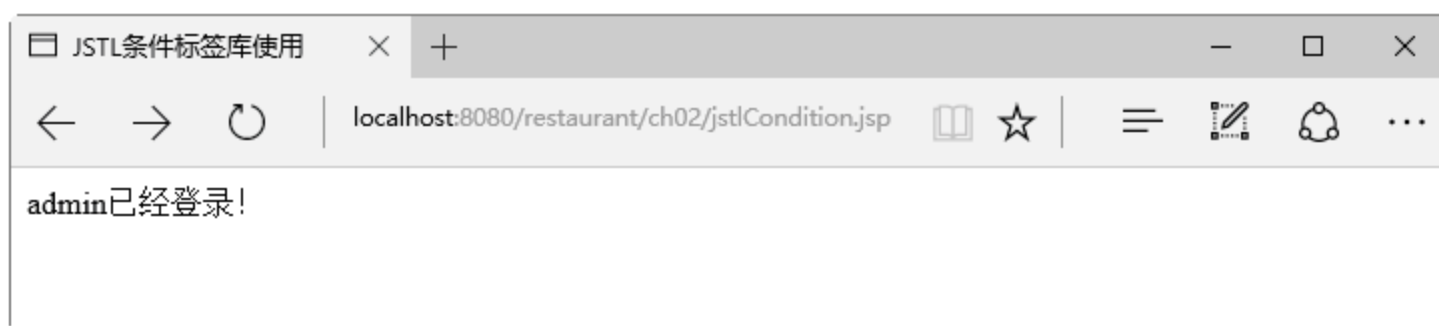 JSTL条件标签库使用
localhost:8080/restaurant/ch02/jstlCondition.jsp
admin已经登录!